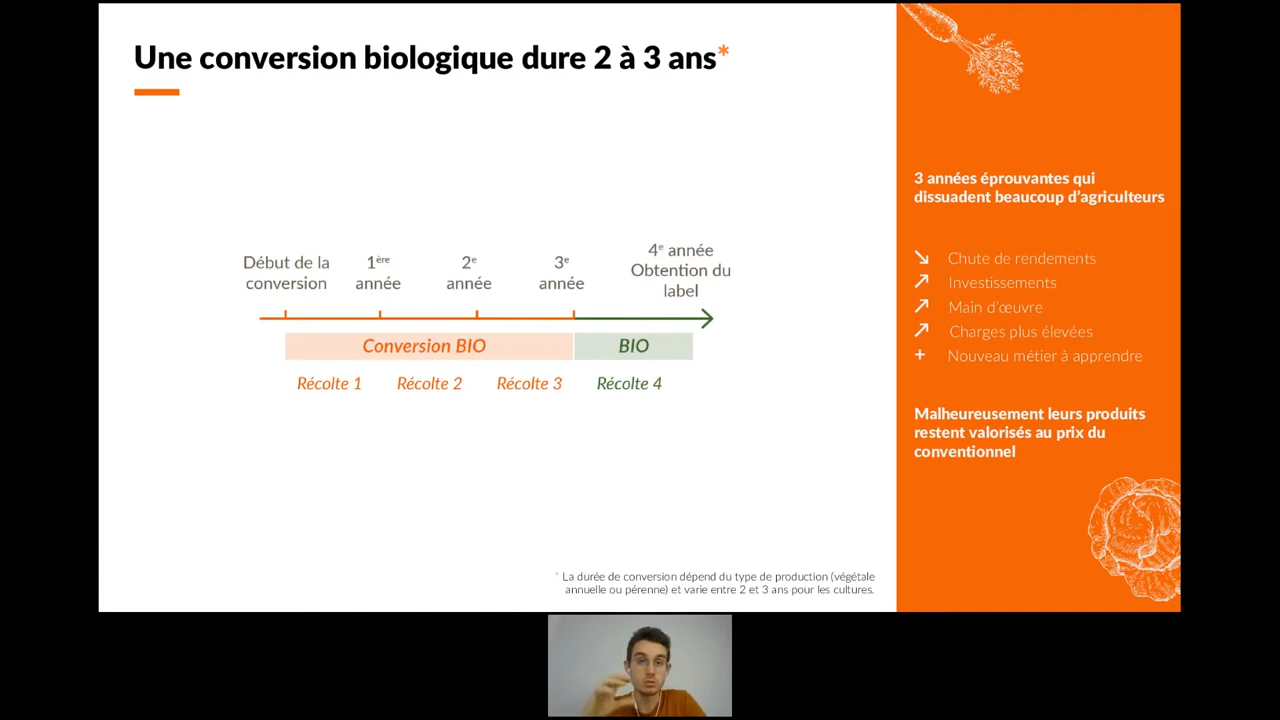 Une conversion biologique dure 2 à 3 ans*
Début de la
conversion
1ère
année
2e
année
3e
année
4e année
Obtention du
label
Conversion BIO
BIO
Récolte 1
Récolte 2
Récolte 3
Récolte 4
* La durée de conversion dépend du type de production (végétale
annuelle ou pérenne) et varie entre 2 et 3 ans pour les cultures.
3 années éprouvantes qui
dissuadent beaucoup d'agriculteurs
↘ Chute de rendements
↗ Investissements
↗ Main d'œuvre
↗ Charges plus élevées
+ Nouveau métier à apprendre
Malheureusement leurs produits
restent valorisés au prix du
conventionnel